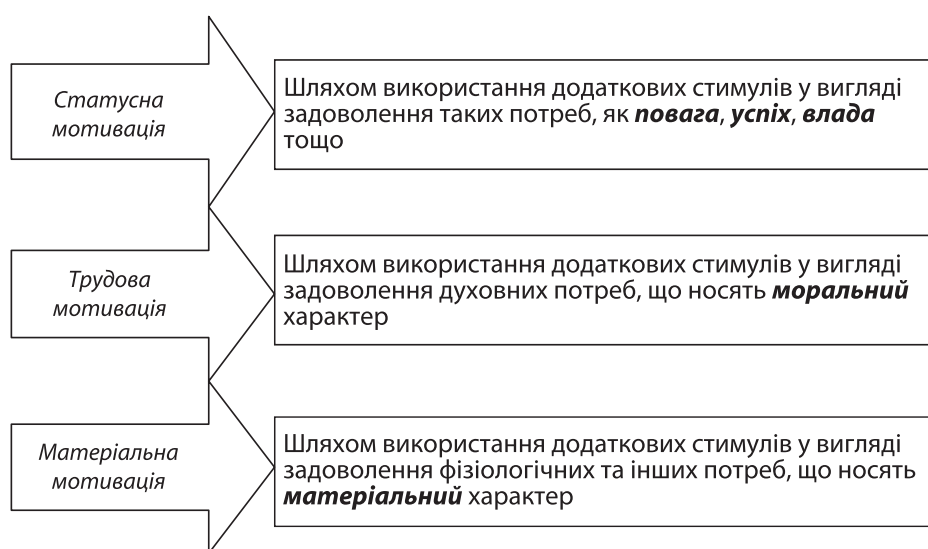 Статусна
мотивація
Шляхом використання додаткових стимулів у вигляді
задоволення таких потреб, як повага, успіх, влада
тощо
Трудова
мотивація
Шляхом використання додаткових стимулів у вигляді
задоволення духовних потреб, що носять моральний
характер
Матеріальна
мотивація
Шляхом використання додаткових стимулів у вигляді
задоволення фізіологічних та інших потреб, що носять
матеріальний характер